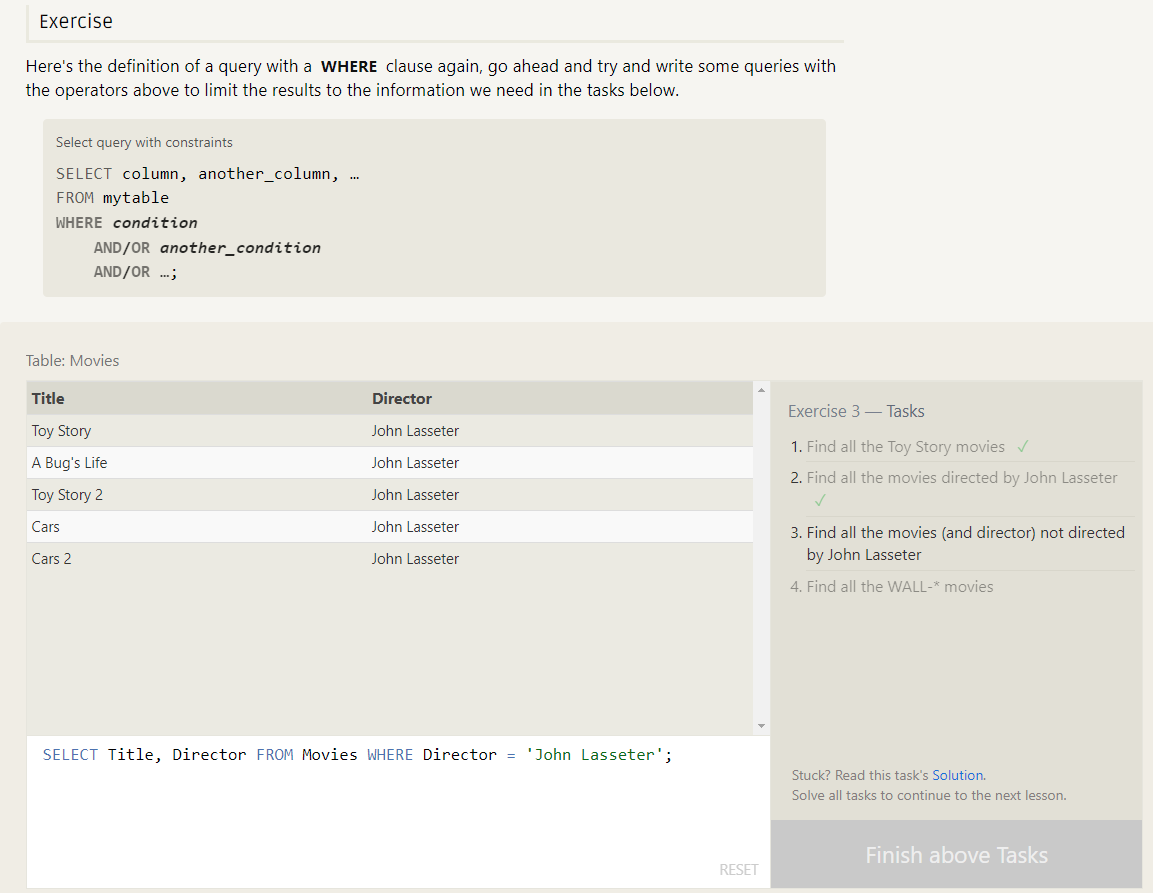 Exercise
Here's the definition of a query with a WHERE clause again, go ahead and try and write some queries with
the operators above to limit the results to the information we need in the tasks below.
Select query with constraints
SELECT column, another_column, …
FROM mytable
WHERE condition
AND/OR another_condition
AND/OR …;
Table: Movies
Title Director
Toy Story John Lasseter
A Bug's Life John Lasseter
Toy Story 2 John Lasseter
Cars John Lasseter
Cars 2 John Lasseter
SELECT Title, Director FROM Movies WHERE Director = 'John Lasseter';
RESET
Exercise 3 — Tasks
1. Find all the Toy Story movies ✓
2. Find all the movies directed by John Lasseter
✓
3. Find all the movies (and director) not directed
by John Lasseter
4. Find all the WALL-* movies
Stuck? Read this task's Solution.
Solve all tasks to continue to the next lesson.
Finish above Tasks